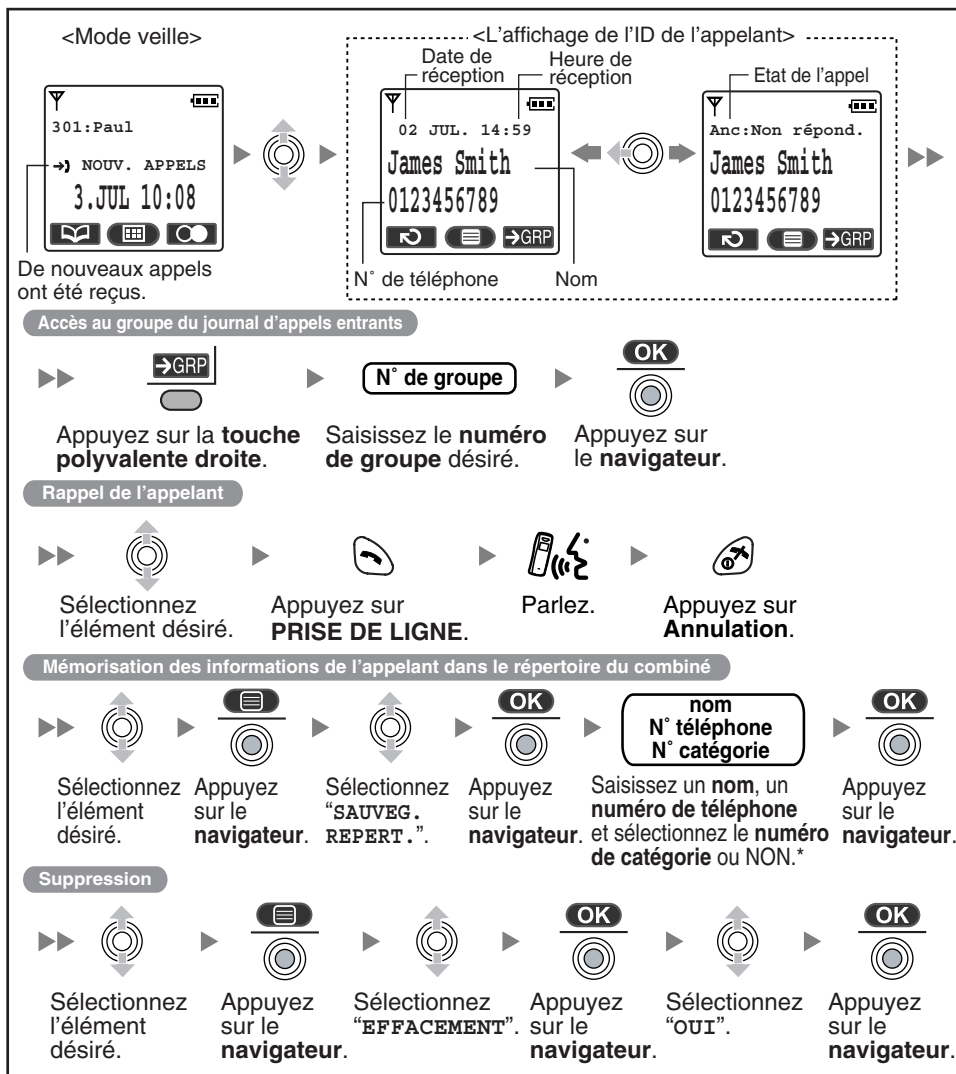 <Mode veille>
<L'affichage de l'ID de l'appelant>
Date de
réception
Heure de
réception
Etat de l'appel
301:Paul
NOUV. APPELS
3.JUL 10:08
De nouveaux appels
ont été reçus.
02 JUL. 14:59
James Smith
0123456789
GRP
N° de téléphone
Nom
Anc:Non répond.
James Smith
0123456789
GRP
Accès au groupe du journal d'appels entrants
GRP
N° de groupe
OK
Appuyez sur la touche
polyvalente droite.
Saisissez le numéro
de groupe désiré.
Appuyez sur
le navigateur.
Rappel de l'appelant
Sélectionnez
l'élément désiré.
Appuyez sur
PRISE DE LIGNE.
Parlez.
Appuyez sur
Annulation.
Mémorisation des informations de l'appelant dans le répertoire du combiné
OK
nom
N° téléphone
N° catégorie
OK
Sélectionnez
l'élément
désiré.
Appuyez
sur le
navigateur.
Sélectionnez
“SAUVEG.
REPERT.”.
Appuyez
sur le
navigateur.
Saisissez un nom, un
numéro de téléphone
et sélectionnez le numéro
de catégorie ou NON.*
Appuyez
sur le
navigateur.
Suppression
OK
OK
Sélectionnez
l'élément
désiré.
Appuyez
sur le
navigateur.
Sélectionnez
“EFFACEMENT”.
Appuyez
sur le
navigateur.
Sélectionnez
“OUI”.
Appuyez
sur le
navigateur.